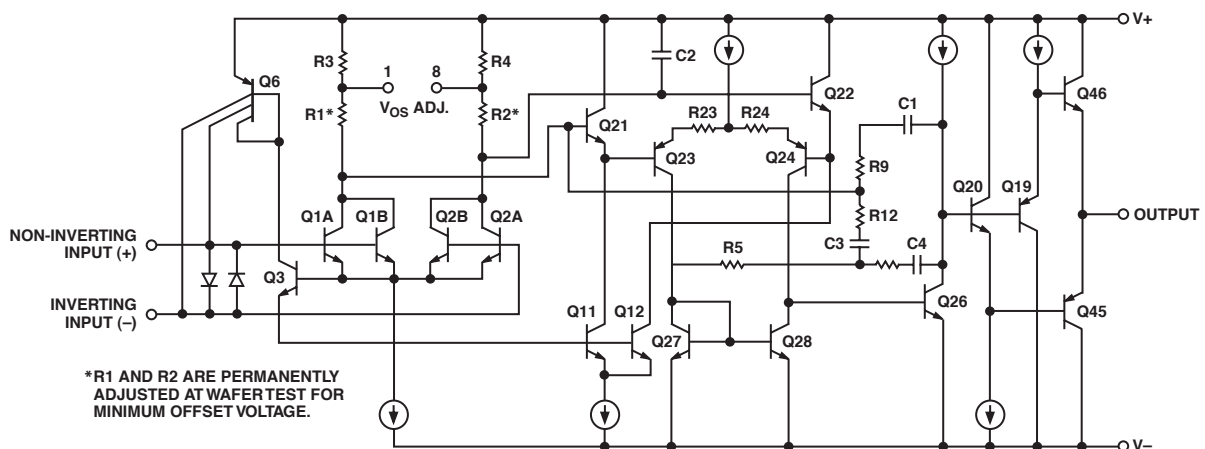 V+
Q6
R3
1
8
R4
C2
R1*
VOS ADJ.
R2*
Q21
R23
R24
Q22
C1
Q46
Q23
Q24
R9
Q20
Q19
Q1A
Q1B
Q2B
Q2A
R12
OUTPUT
NON-INVERTING
INPUT (+)
Q3
R5
C3
C4
INVERTING
INPUT (–)
Q11
Q12
Q27
Q28
Q26
Q45
*R1 AND R2 ARE PERMANENTLY
ADJUSTED AT WAFER TEST FOR
MINIMUM OFFSET VOLTAGE.
V–